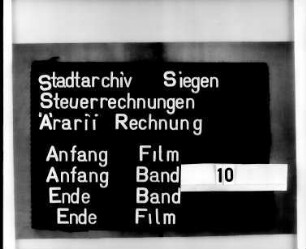 Stadtarchiv Siegen
Steuerrechnungen
Ärarii Rechnung
Anfang Film
Anfang Band 10
Ende Band
Ende Film